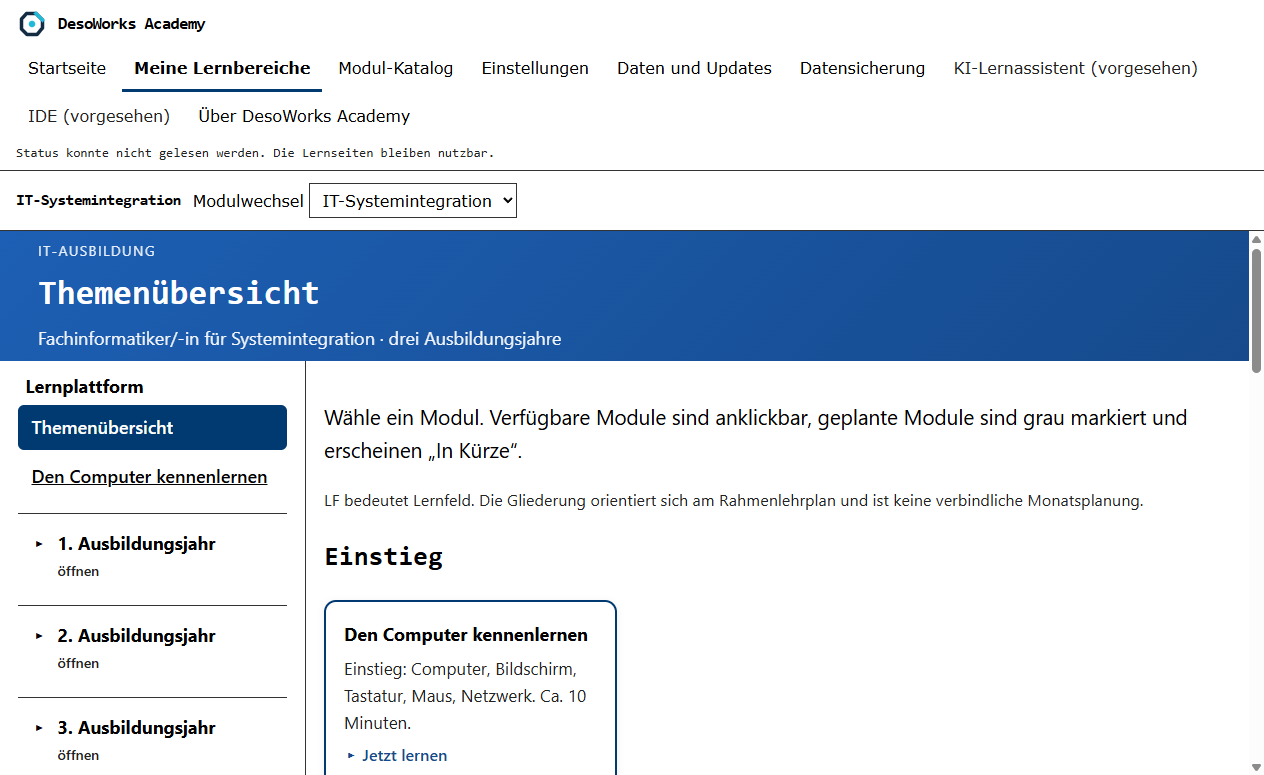 DesoWorks Academy
Startseite Meine Lernbereiche Modul-Katalog Einstellungen Daten und Updates Datensicherung KI-Lernassistent (vorgesehen)
IDE (vorgesehen) Über DesoWorks Academy
Status konnte nicht gelesen werden. Die Lernseiten bleiben nutzbar.
IT-Systemintegration Modulwechsel IT-Systemintegration
IT-AUSBILDUNG
Themenübersicht
Fachinformatiker/-in für Systemintegration · drei Ausbildungsjahre
Lernplattform
Themenübersicht
Den Computer kennenlernen
1. Ausbildungsjahr
öffnen
2. Ausbildungsjahr
öffnen
3. Ausbildungsjahr
öffnen
Wähle ein Modul. Verfügbare Module sind anklickbar, geplante Module sind grau markiert und
erscheinen „In Kürze“.
LF bedeutet Lernfeld. Die Gliederung orientiert sich am Rahmenlehrplan und ist keine verbindliche Monatsplanung.
Einstieg
Den Computer kennenlernen
Einstieg: Computer, Bildschirm,
Tastatur, Maus, Netzwerk. Ca. 10
Minuten.
Jetzt lernen